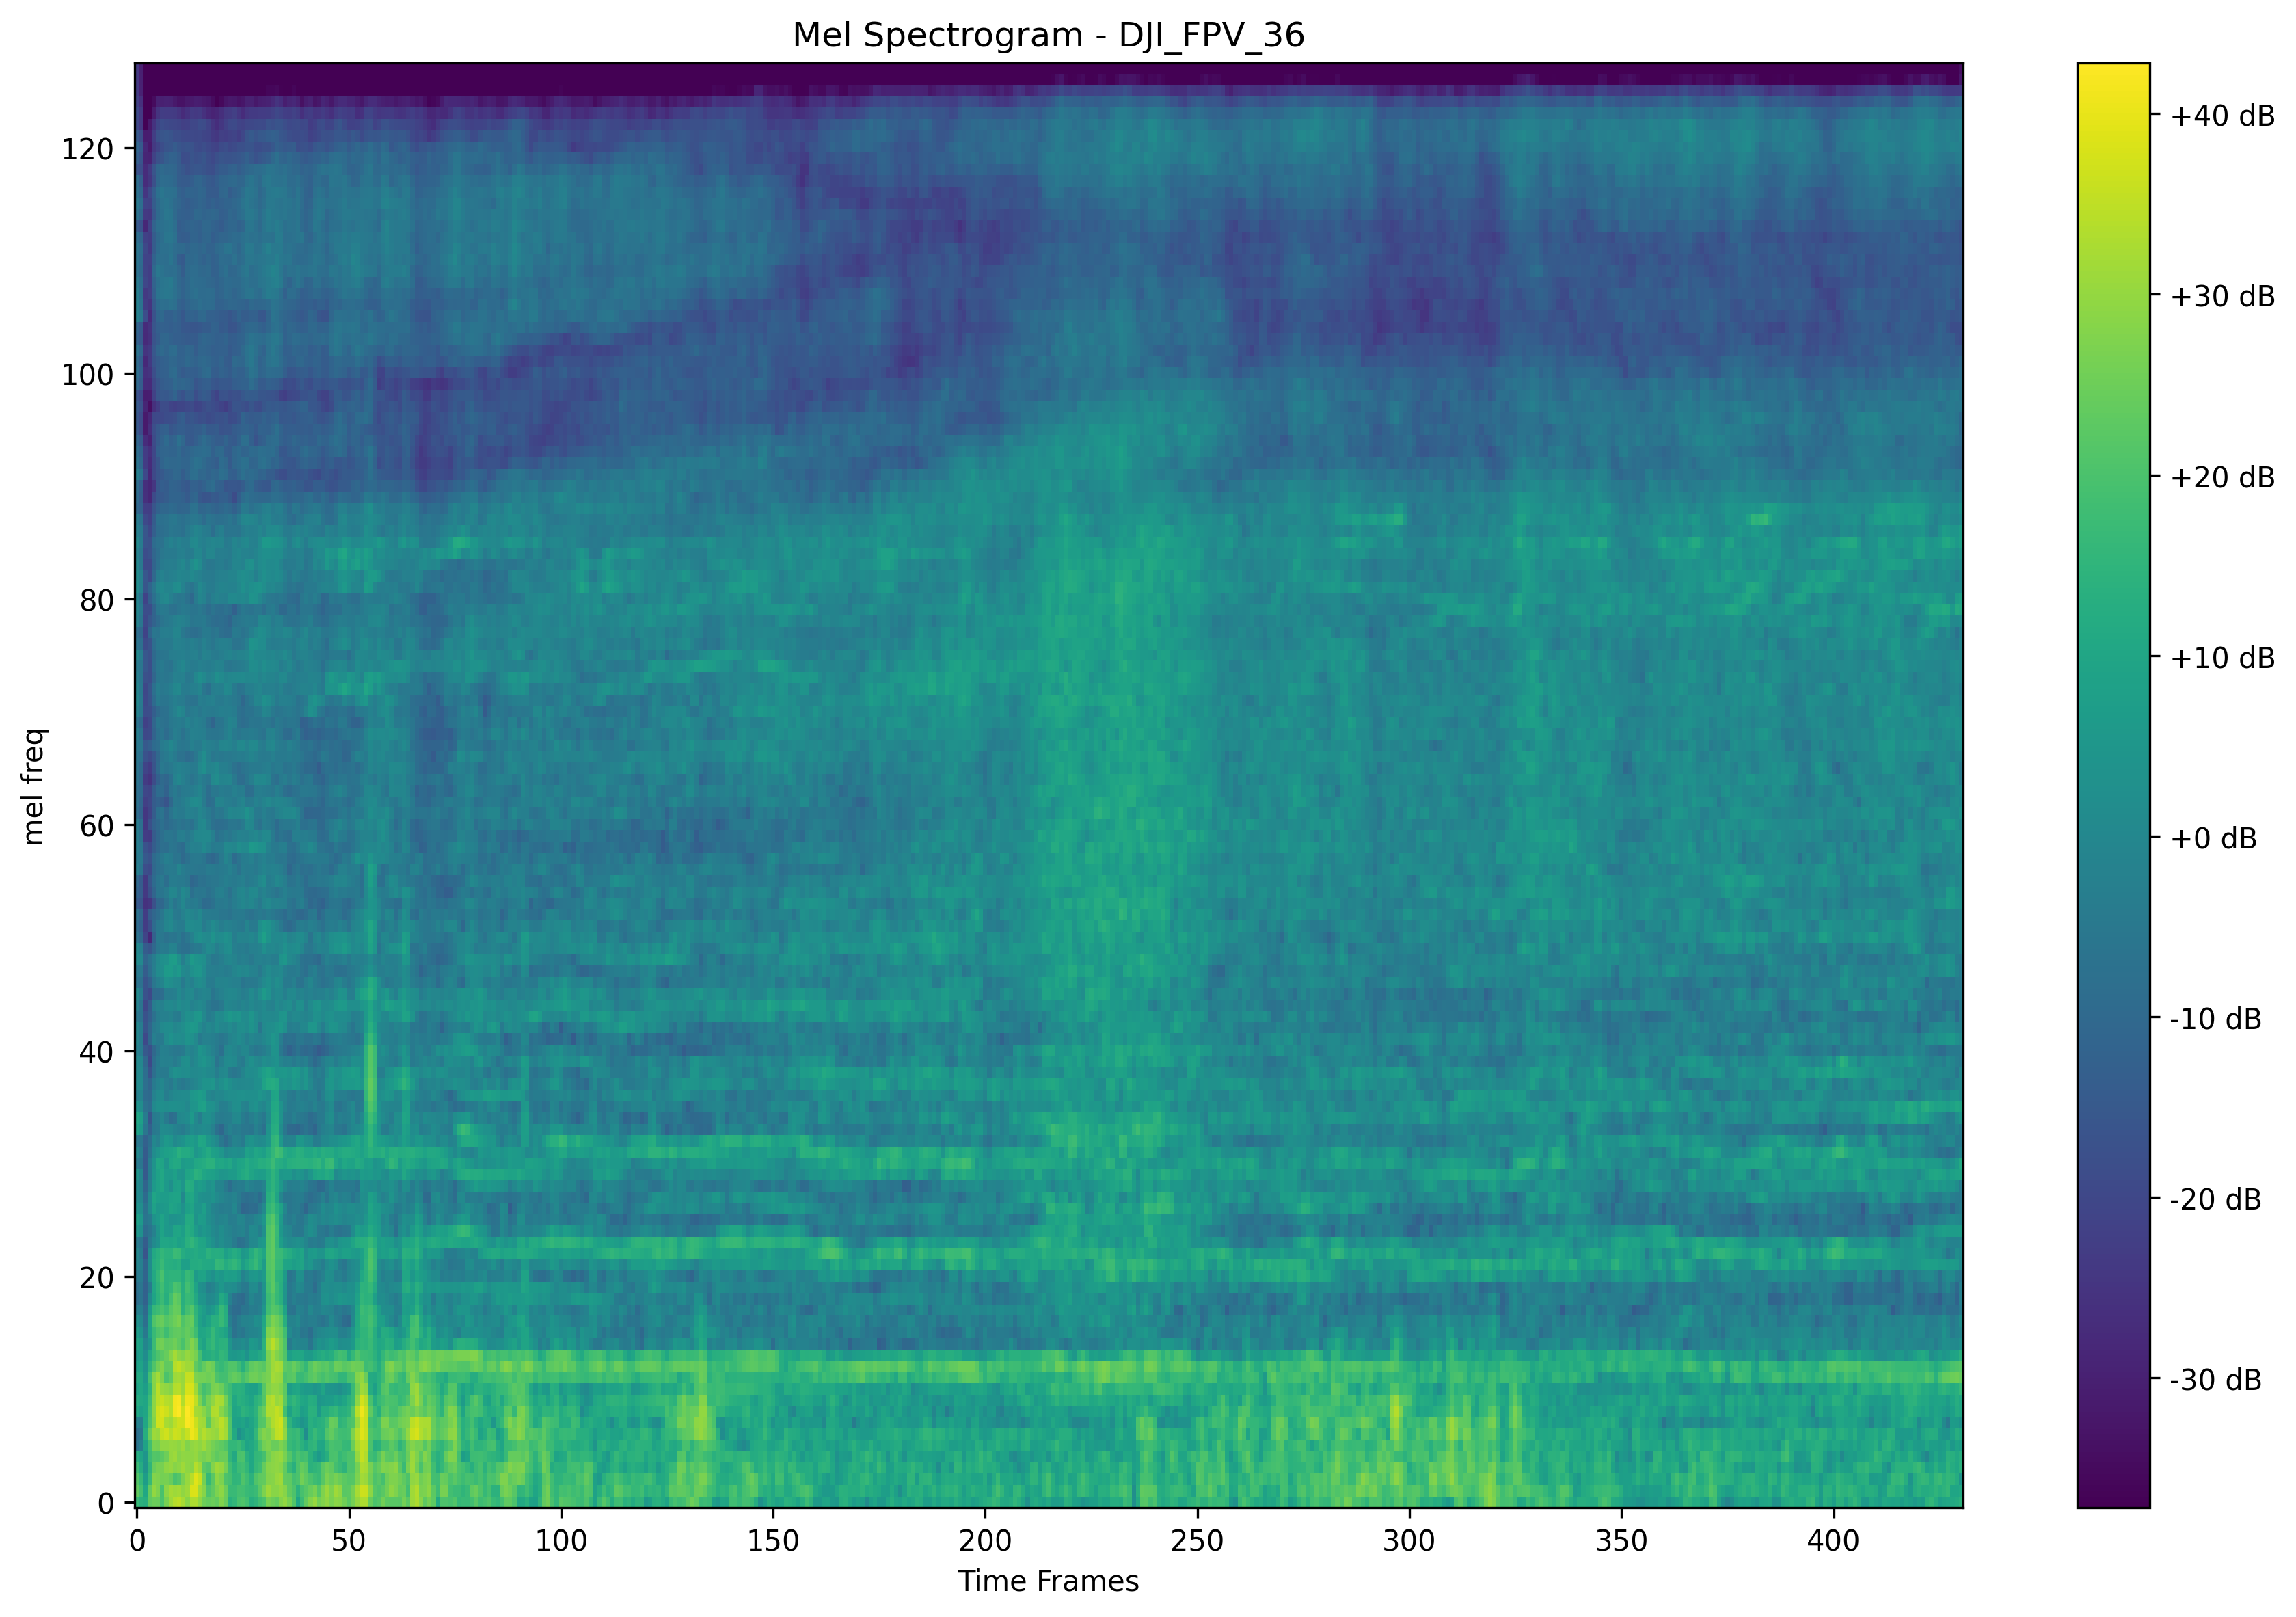 Mel Spectrogram - DJI_FPV_36
mel freq
120
100
80
60
40
20
0
0 50 100 150 200 250 300 350 400
Time Frames
+40 dB
+30 dB
+20 dB
+10 dB
+0 dB
-10 dB
-20 dB
-30 dB